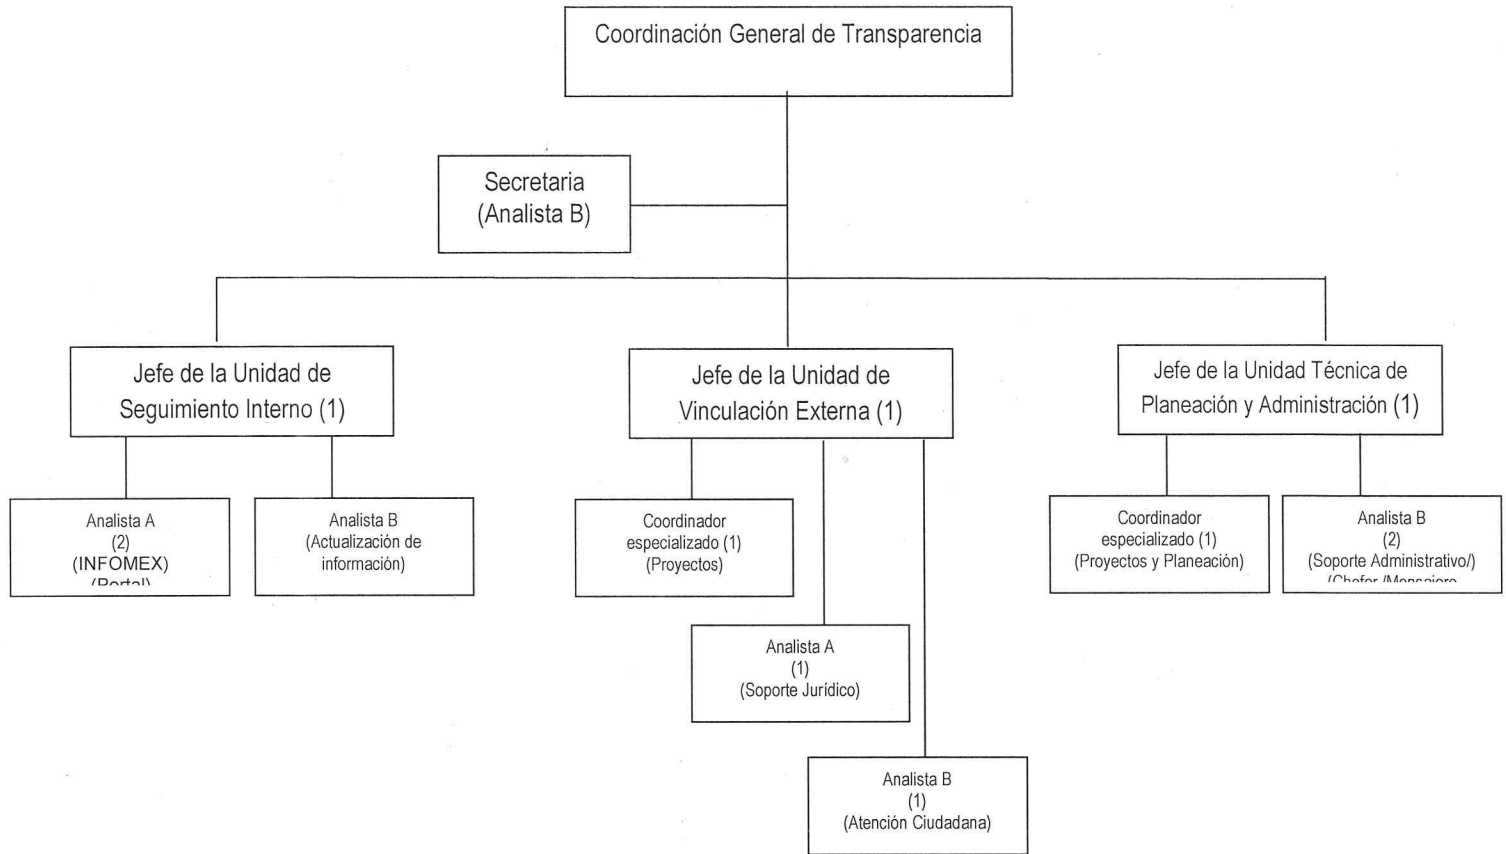 Coordinación General de Transparencia
Secretaria
(Analista B)
Jefe de la Unidad de
Seguimiento Interno (1)
Jefe de la Unidad de
Vinculación Externa (1)
Jefe de la Unidad Técnica de
Planeación y Administración (1)
Analista A
(2)
(INFOMEX)
(Portal)
Analista B
(Actualización de
información)
Coordinador
especializado (1)
(Proyectos)
Coordinador
especializado (1)
(Proyectos y Planeación)
Analista B
(2)
(Soporte Administrativo/)
(Chofer /Mensajero
Analista A
(1)
(Soporte Jurídico)
Analista B
(1)
(Atención Ciudadana)